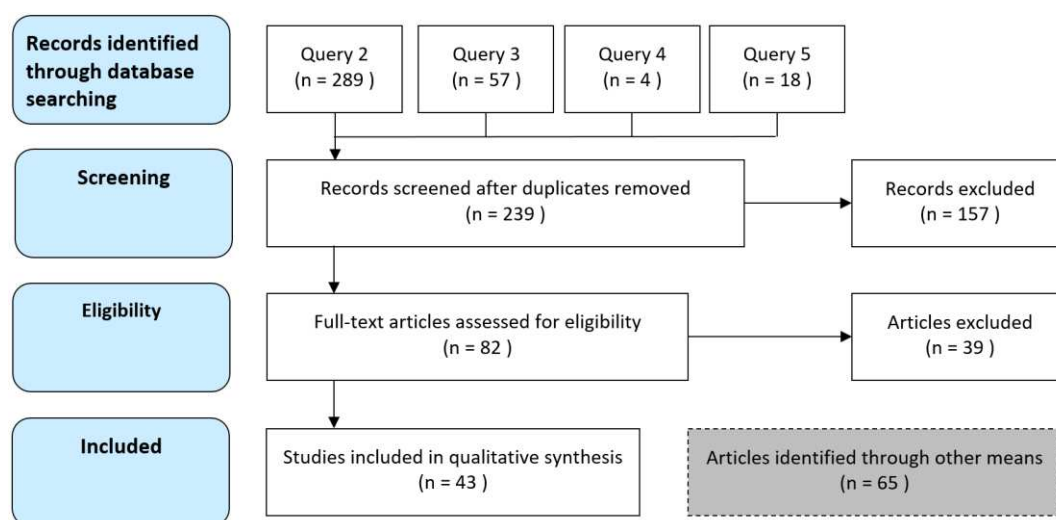 Records identified
through database
searching
Query 2
(n = 289 )
Query 3
(n = 57 )
Query 4
(n = 4 )
Query 5
(n = 18 )
Screening
Records screened after duplicates removed
(n = 239 )
Records excluded
(n = 157 )
Eligibility
Full-text articles assessed for eligibility
(n = 82 )
Articles excluded
(n = 39 )
Included
Studies included in qualitative synthesis
(n = 43 )
Articles identified through other means
(n = 65 )